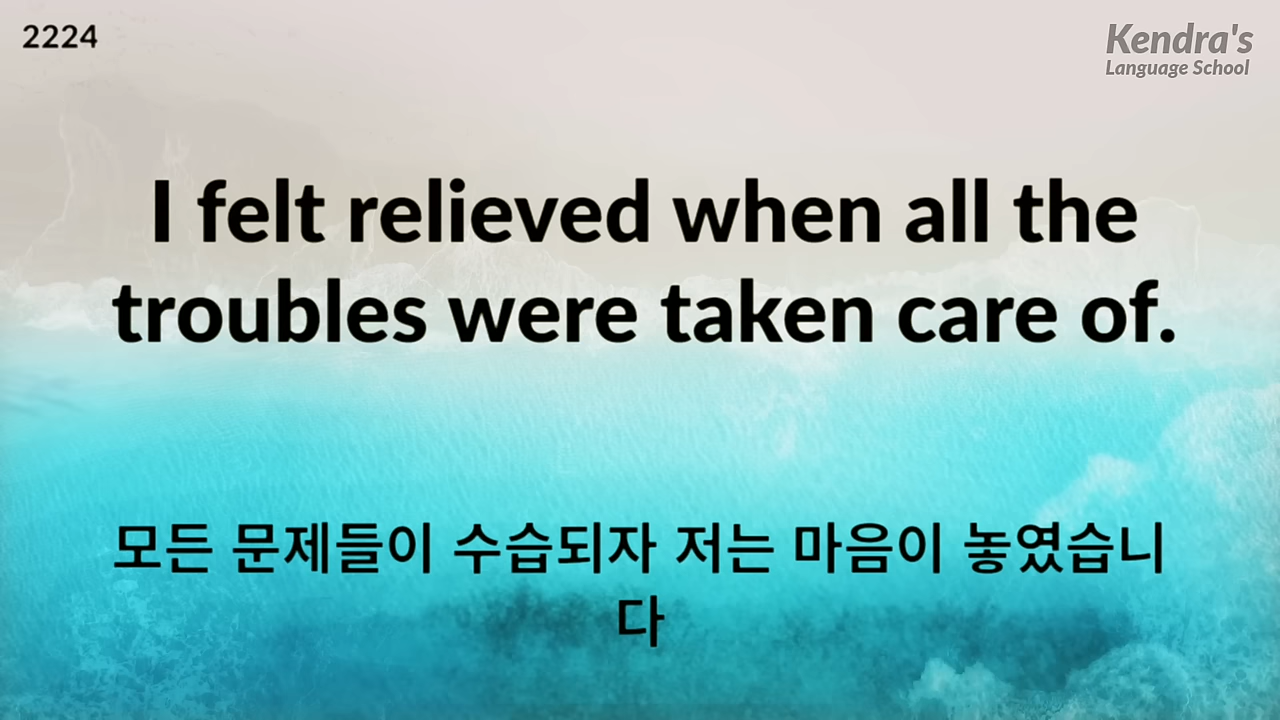 2224
Kendra's
Language School
I felt relieved when all the
troubles were taken care of.
모든 문제들이 수습되자 저는 마음이 놓였습니
다